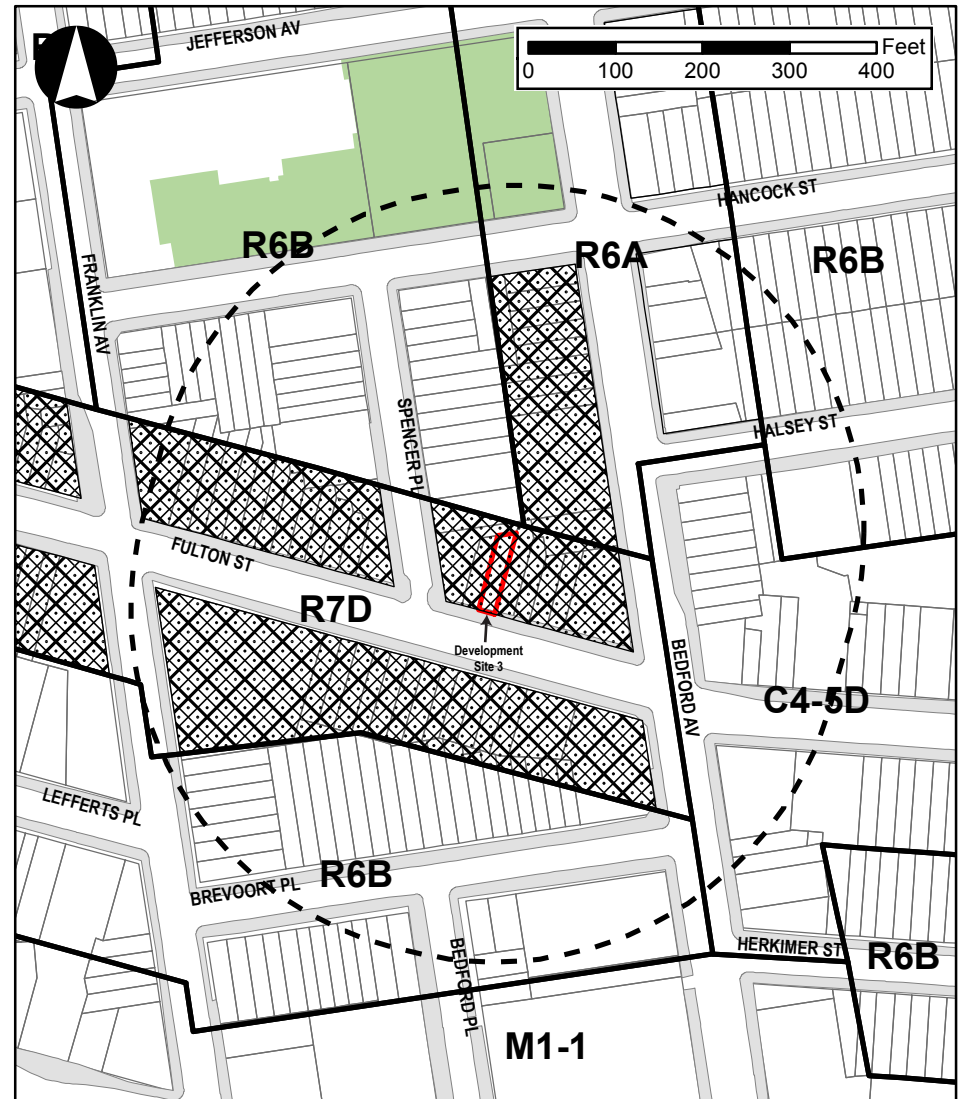 JEFFERSON AV
Feet
0 100 200 300 400
HANCOCK ST
R6B
R6A
R6B
FRANKLIN AV
SPENCER PL
HALSEY ST
FULTON ST
R7D
Development
Site 3
BEDFORD AV
C4-5D
LEFFERTS PL
BREVOORT PL
R6B
BEDFORD PL
HERKIMER ST
R6B
M1-1